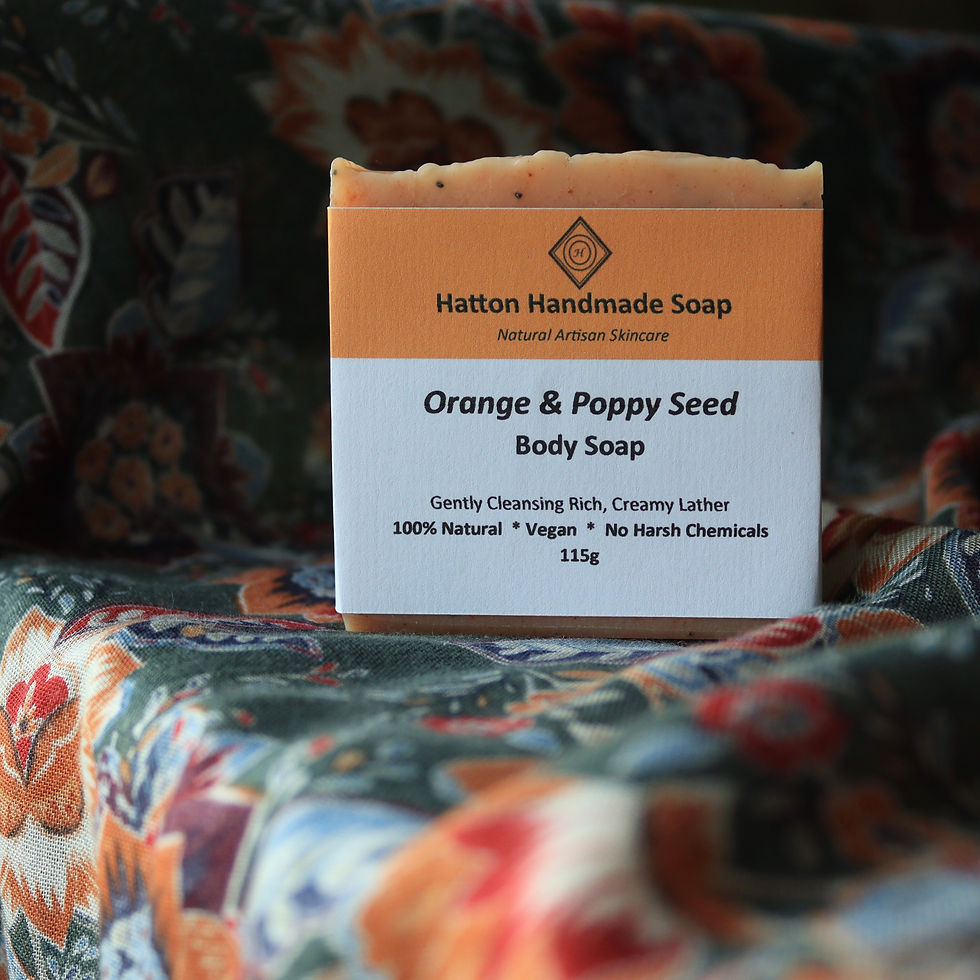 H
Hatton Handmade Soap
Natural Artisan Skincare
Orange & Poppy Seed
Body Soap
Gently Cleansing Rich, Creamy Lather
100% Natural * Vegan * No Harsh Chemicals
115g